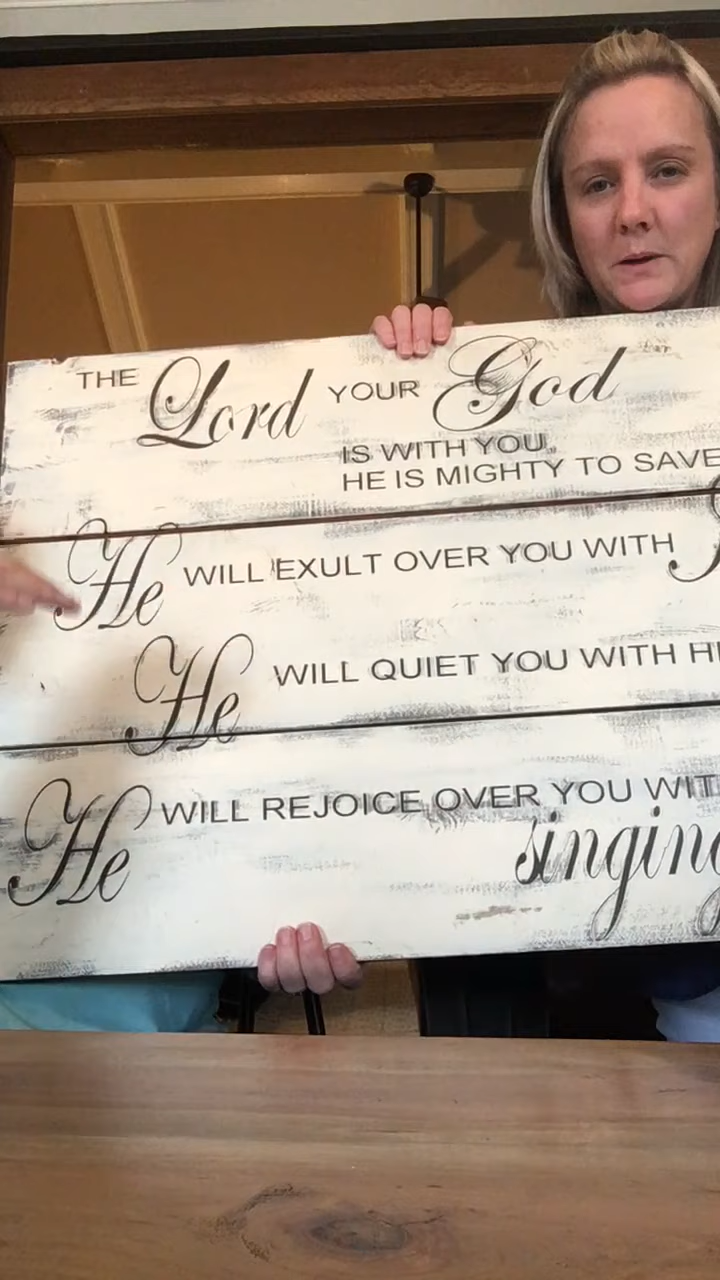 THE Lord YOUR God
IS WITH YOU,
HE IS MIGHTY TO SAVE
He WILL EXULT OVER YOU WITH
He WILL QUIET YOU WITH
He WILL REJOICE OVER YOU
singing